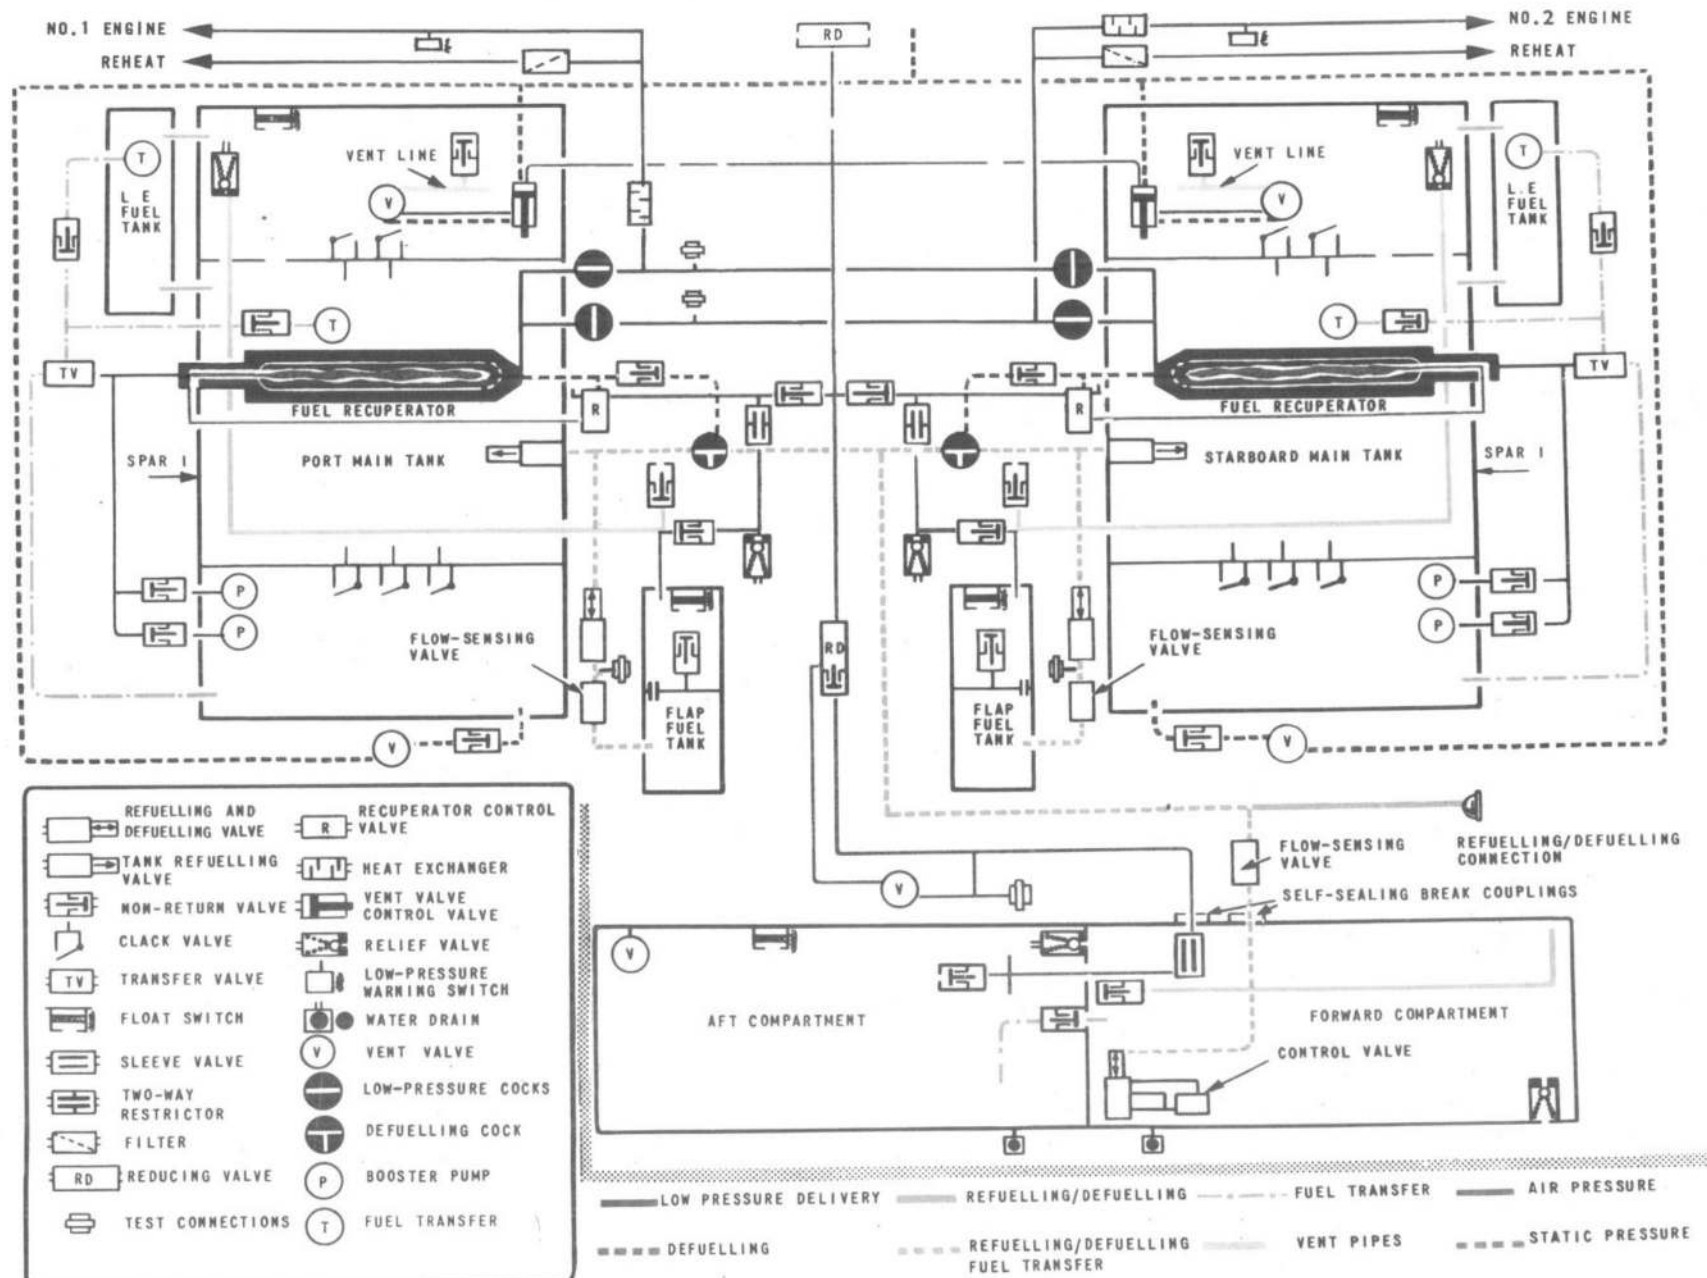 NO.1 ENGINE
REHEAT
RD
NO.2 ENGINE
REHEAT
T
L.E
FUEL
TANK
VENT LINE
V
VENT LINE
V
T
L.E
FUEL
TANK
T
T
TV
FUEL RECUPERATOR
R
R
FUEL RECUPERATOR
TV
SPAR 1
PORT MAIN TANK
STARBOARD MAIN TANK
SPAR 1
P
P
FLOW-SENSING
VALVE
RD
FLOW-SENSING
VALVE
P
P
FLAP
FUEL
TANK
FLAP
FUEL
TANK
V
V
REFUELLING AND
DEFUELLING VALVE
TANK REFUELLING
VALVE
NON-RETURN VALVE
CLACK VALVE
TV
TRANSFER VALVE
FLOAT SWITCH
SLEEVE VALVE
TWO-WAY
RESTRICTOR
FILTER
RD
REDUCING VALVE
TEST CONNECTIONS
R
RECUPERATOR CONTROL
VALVE
HEAT EXCHANGER
VENT VALVE
CONTROL VALVE
RELIEF VALVE
LOW-PRESSURE
WARNING SWITCH
WATER DRAIN
V
VENT VALVE
LOW-PRESSURE COCKS
DEFUELLING COCK
P
BOOSTER PUMP
T
FUEL TRANSFER
FLOW-SENSING
VALVE
REFUELLING/DEFUELLING
CONNECTION
SELF-SEALING BREAK COUPLINGS
V
V
AFT COMPARTMENT
FORWARD COMPARTMENT
CONTROL VALVE
LOW PRESSURE DELIVERY
REFUELLING/DEFUELLING
FUEL TRANSFER
AIR PRESSURE
DEFUELLING
REFUELLING/DEFUELLING
FUEL TRANSFER
VENT PIPES
STATIC PRESSURE